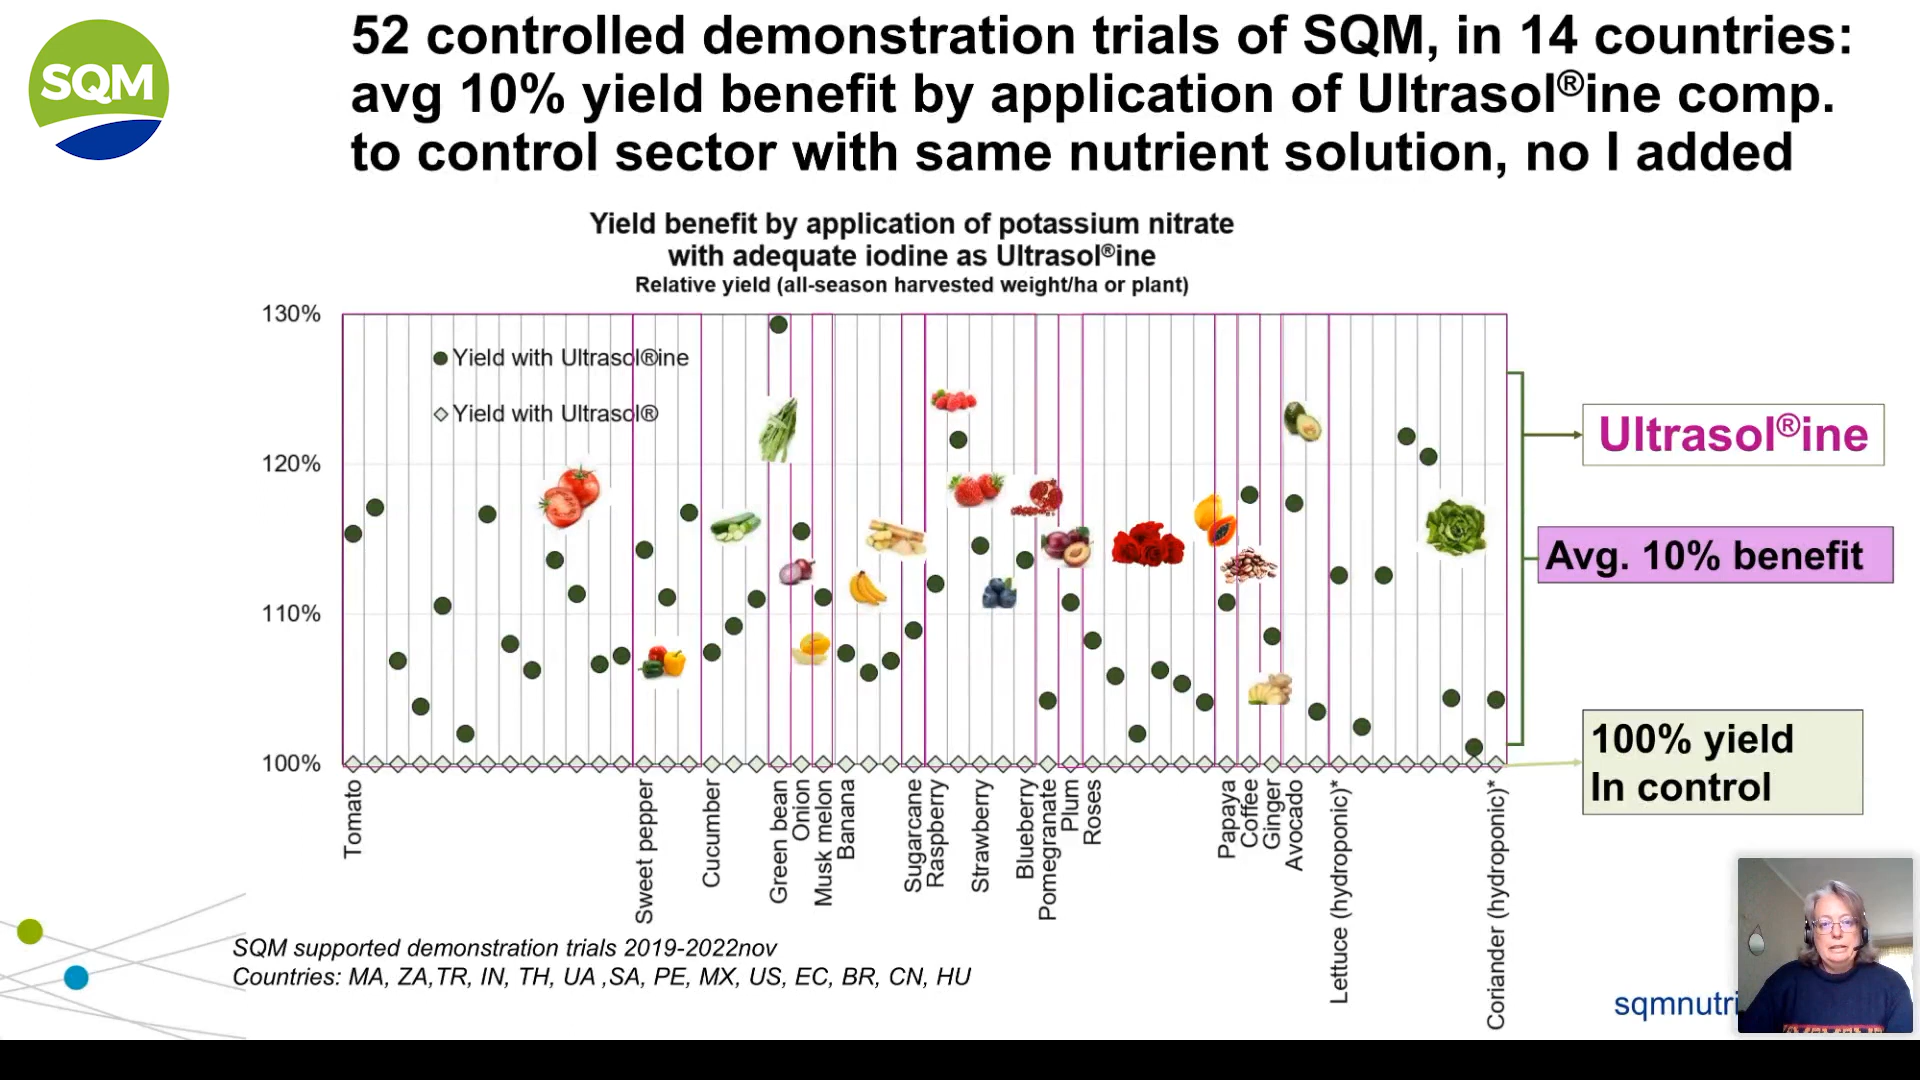 SQM
52 controlled demonstration trials of SQM, in 14 countries:
avg 10% yield benefit by application of Ultrasol®ine comp.
to control sector with same nutrient solution, no I added
Yield benefit by application of potassium nitrate
with adequate iodine as Ultrasol®ine
Relative yield (all-season harvested weight/ha or plant)
130%
120%
110%
100%
Yield with Ultrasol®ine
Yield with Ultrasol®
Ultrasol®ine
Avg. 10% benefit
100% yield
In control
Tomato
Sweet pepper
Cucumber
Green bean
Onion
Musk melon
Banana
Sugarcane
Raspberry
Strawberry
Blueberry
Pomegranate
Plum
Roses
Papaya
Coffee
Ginger
Avocado
Lettuce (hydroponic)*
Coriander (hydroponic)*
SQM supported demonstration trials 2019-2022nov
Countries: MA, ZA,TR, IN, TH, UA ,SA, PE, MX, US, EC, BR, CN, HU
sqmnutri